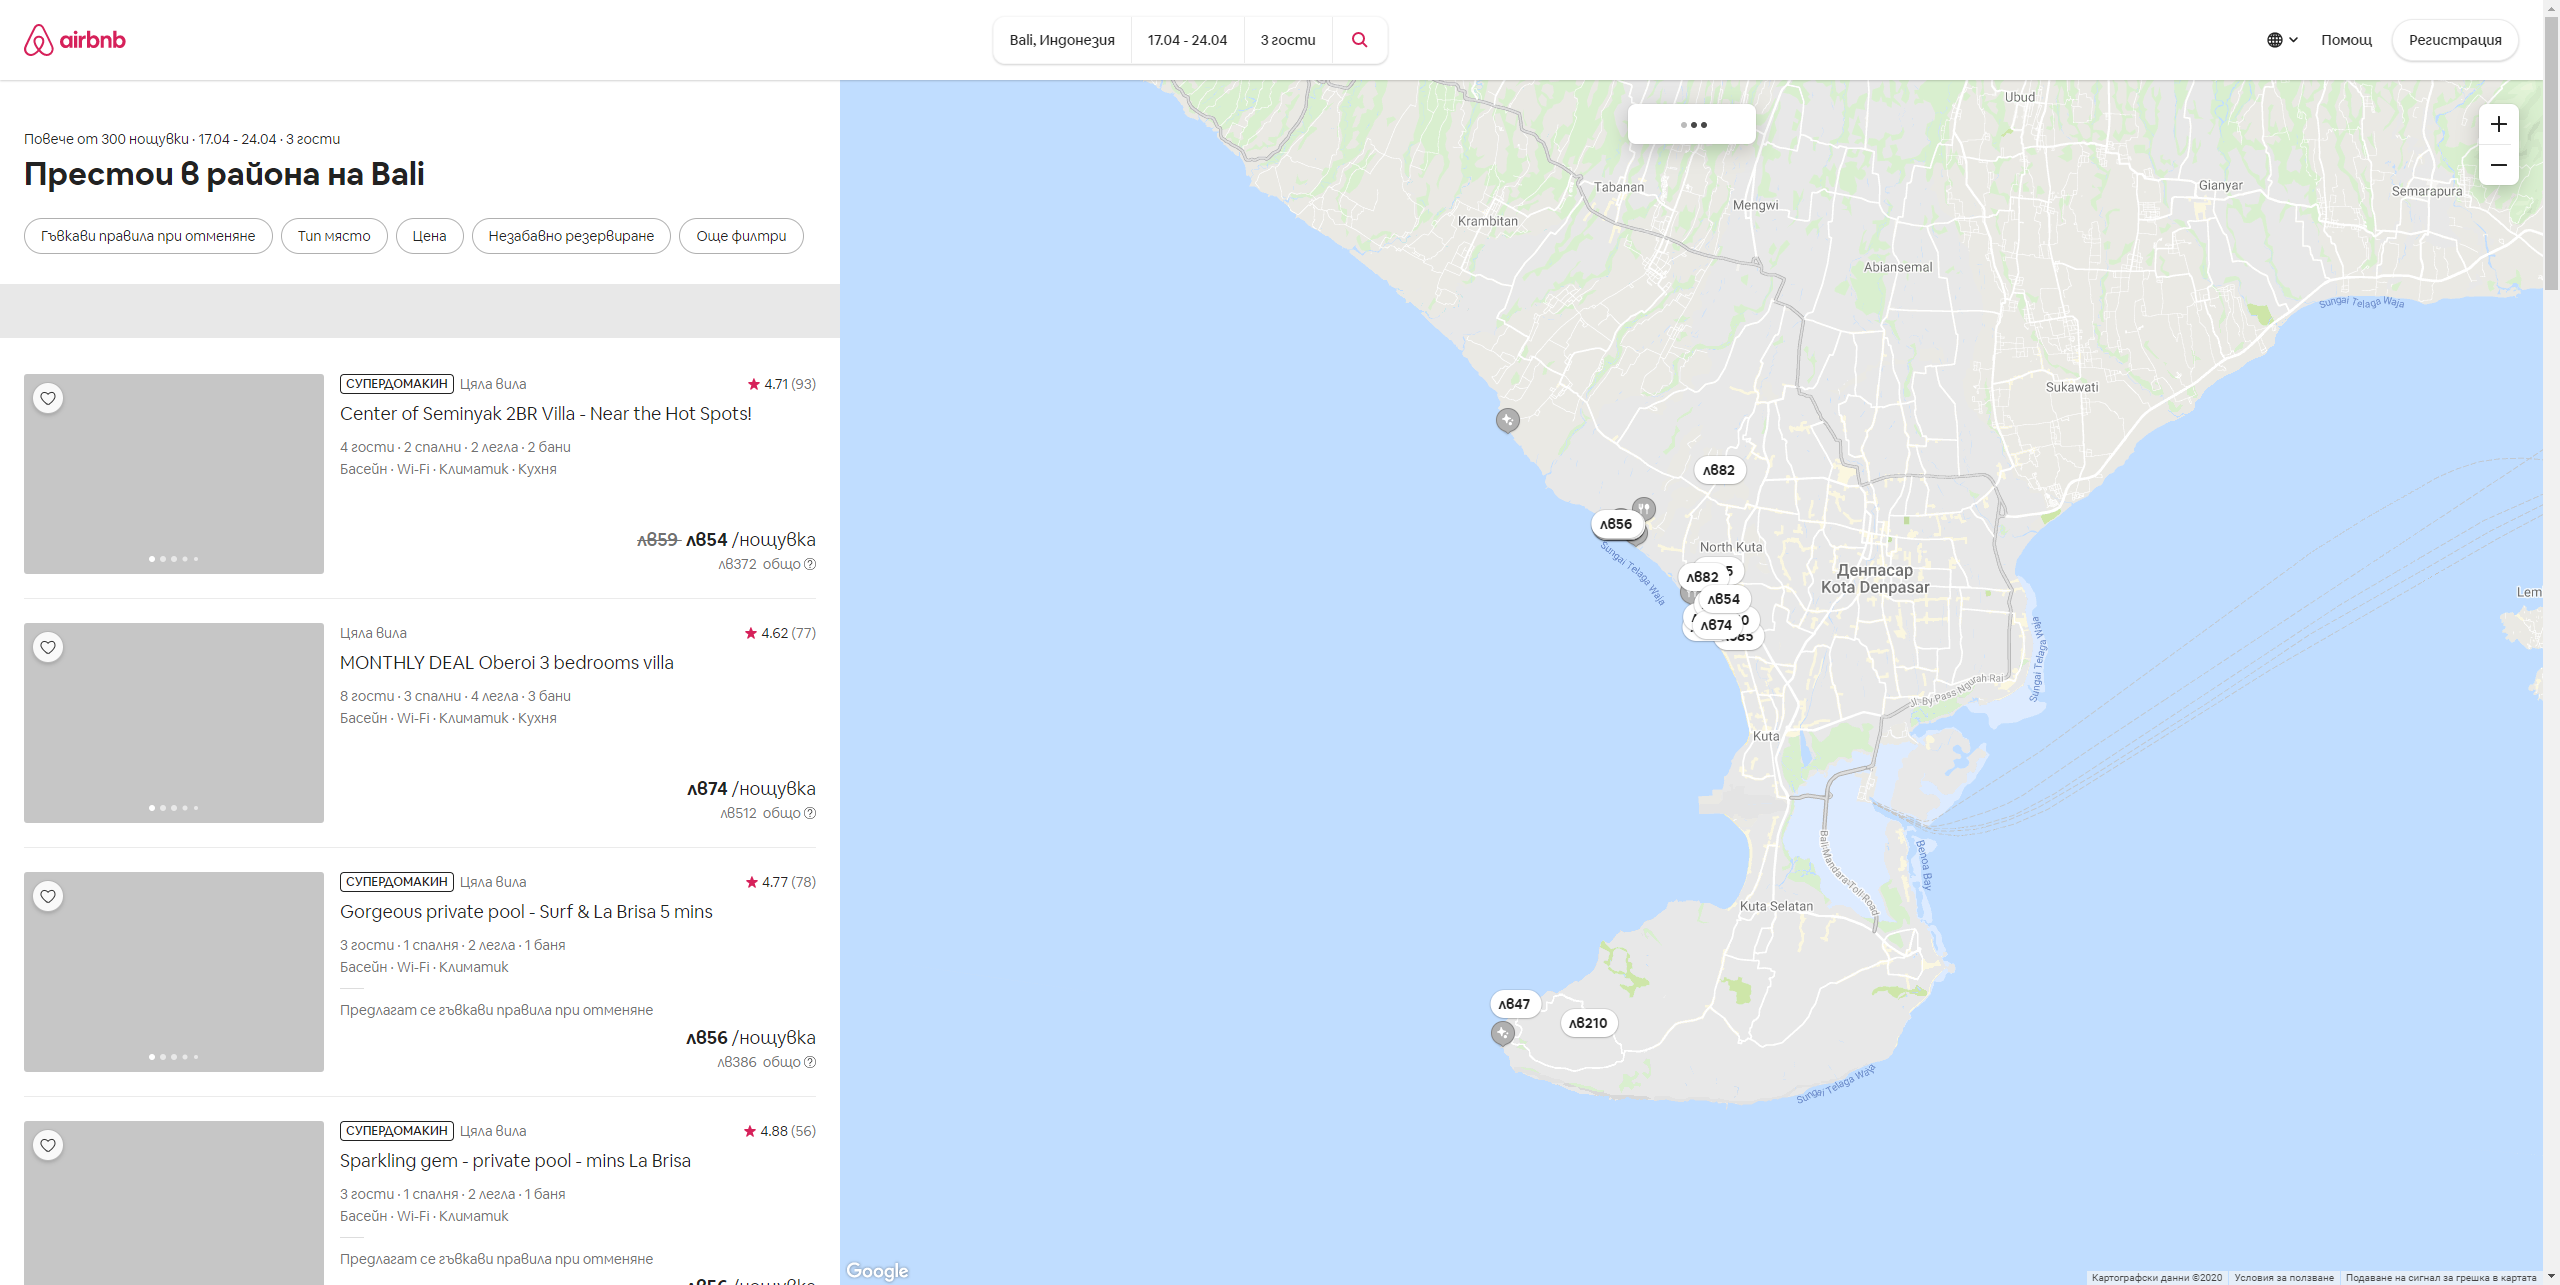 airbnb
Bali, Индонезия
17.04 - 24.04
3 гости
Помощ
Регистрация
Повече от 300 нощувки · 17.04 - 24.04 · 3 гости
Престои в района на Bali
Гъвкави правила при отменяне
Тип място
Цена
Незабавно резервиране
Още филтри
СУПЕРДОМАКИН Цяла вила
4.71 (93)
Center of Seminyak 2BR Villa - Near the Hot Spots!
4 гости · 2 спални · 2 легла · 2 бани
Басейн · Wi-Fi · Климатик · Кухня
лв59 лв54 /нощувка
лв372 общо
Цяла вила
4.62 (77)
MONTHLY DEAL Oberoi 3 bedrooms villa
8 гости · 3 спални · 4 легла · 3 бани
Басейн · Wi-Fi · Климатик · Кухня
лв74 /нощувка
лв512 общо
СУПЕРДОМАКИН Цяла вила
4.77 (78)
Gorgeous private pool - Surf & La Brisa 5 mins
3 гости · 1 спалня · 2 легла · 1 баня
Басейн · Wi-Fi · Климатик
Предлагат се гъвкави правила при отменяне
лв56 /нощувка
лв386 общо
СУПЕРДОМАКИН Цяла вила
4.88 (56)
Sparkling gem - private pool - mins La Brisa
3 гости · 1 спалня · 2 легла · 1 баня
Басейн · Wi-Fi · Климатик
Предлагат се гъвкави правила при отменяне
лв56 /нощувка
Ubud
Tabanan
Gianyar
Semarapura
Mengwi
Krambitan
Abiansemal
Sungai Telaga Waja
Sukawati
лв82
лв56
North Kuta
Sungai Telaga Waja
Денпасар
Kota Denpasar
лв82
лв54
лв74
лв85
Sungai Telaga Waja
Jl. By Pass Ngurah Rai
Kuta
Bali Mandara Toll Road
Benoa Bay
Kuta Selatan
лв47
лв210
Sungai Telaga Waja
Google
Картографски данни ©2020
Условия за ползване
Подаване на сигнал за грешка в картата